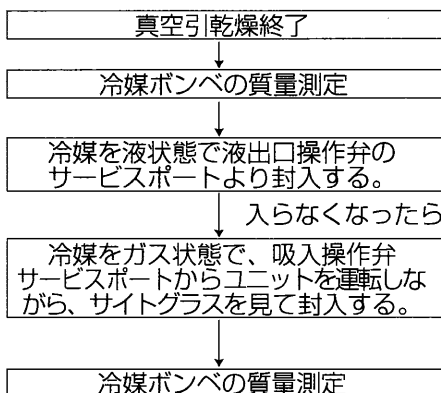 真空引乾燥終了
冷媒ボンベの質量測定
冷媒を液状態で液出口操作弁の
サービスポートより封入する。
入らなくなったら
冷媒をガス状態で、吸入操作弁
サービスポートからユニットを運転しな
がら、サイトグラスを見て封入する。
冷媒ボンベの質量測定